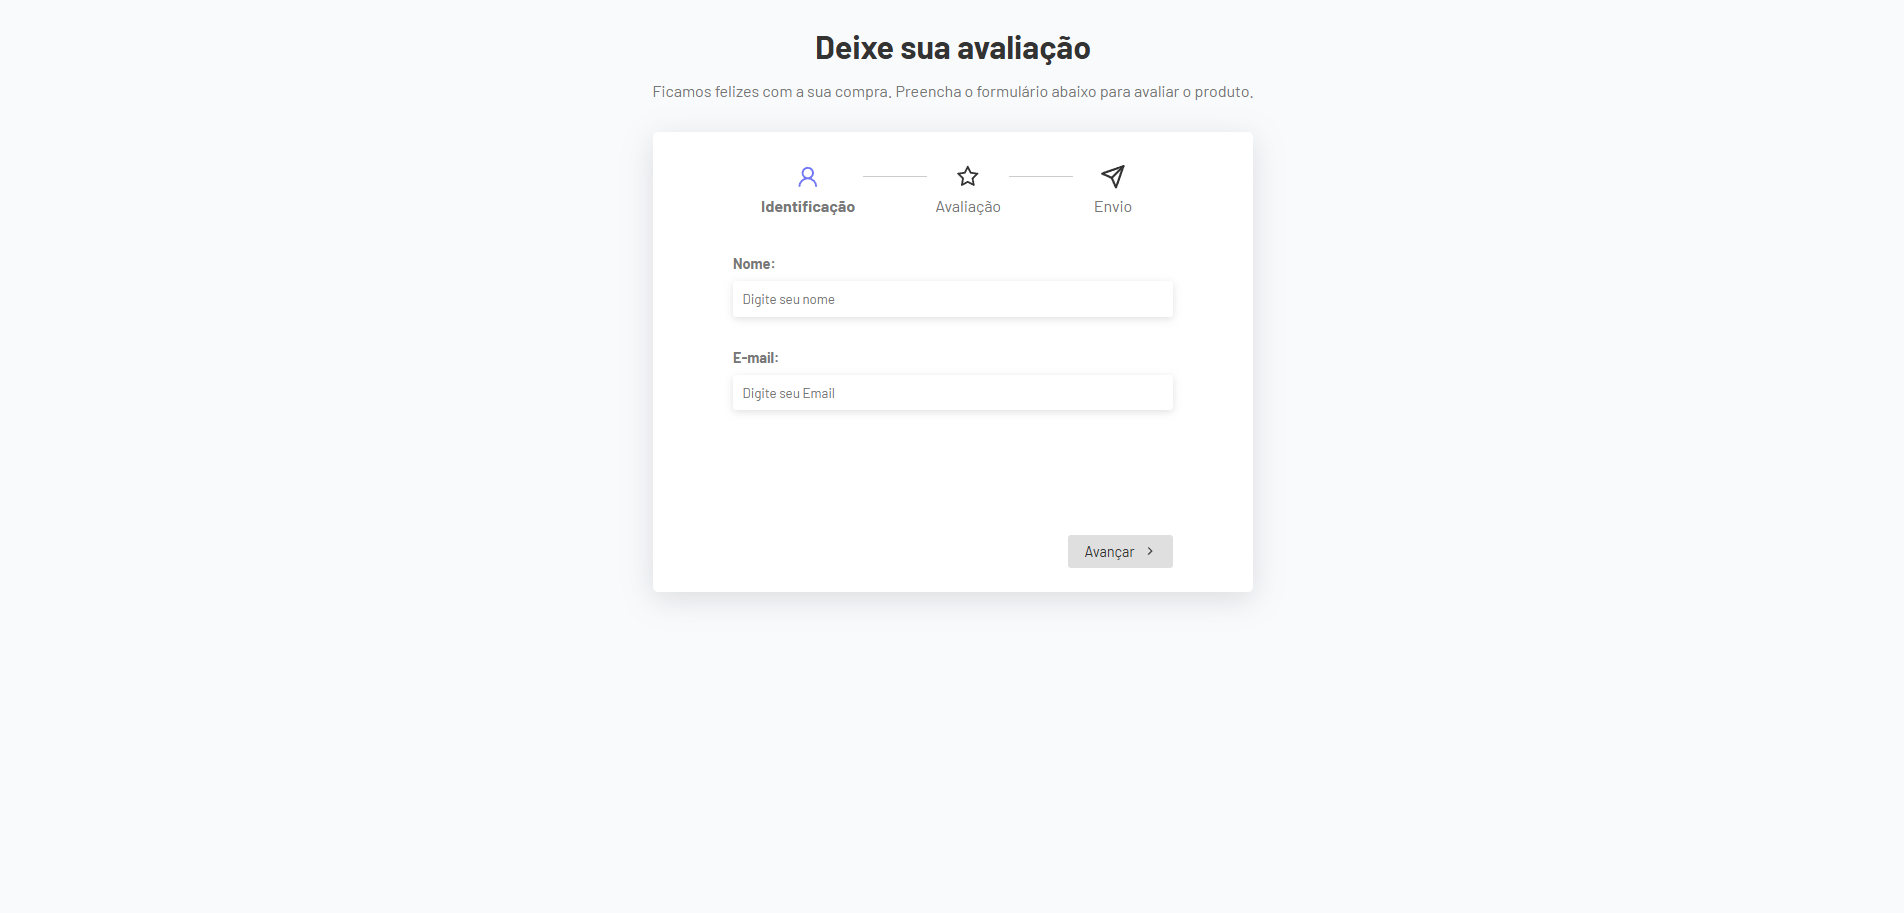 Deixe sua avaliação
Ficamos felizes com a sua compra. Preencha o formulário abaixo para avaliar o produto.
Identificação
Avaliação
Envio
Nome:
Digite seu nome
E-mail:
Digite seu Email
Avançar